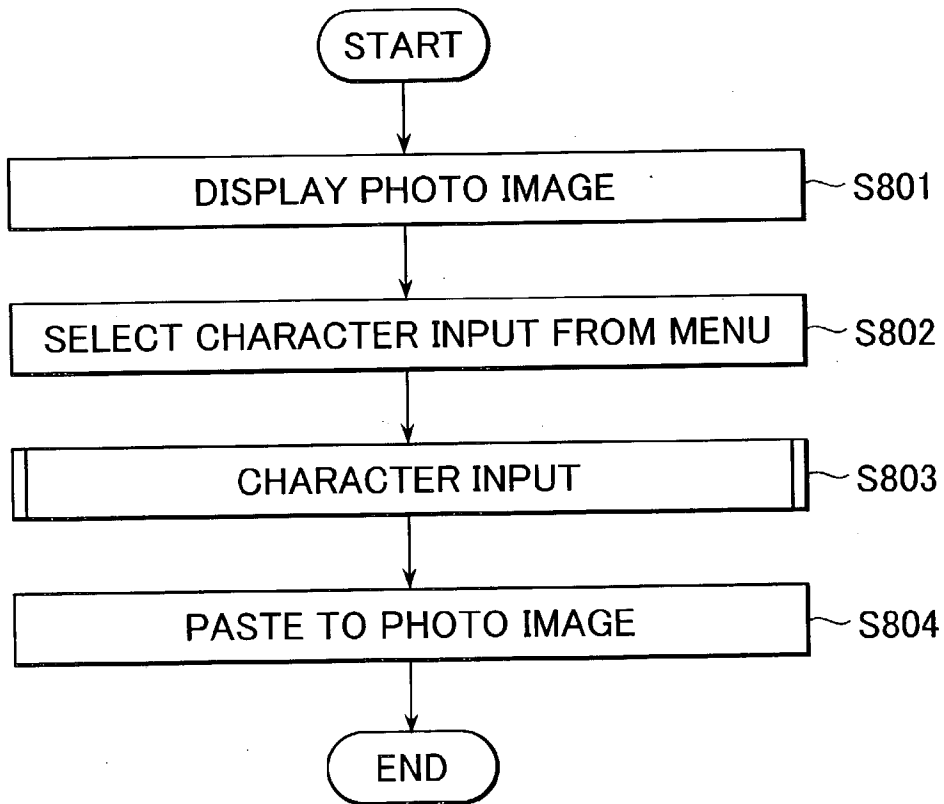 START
DISPLAY PHOTO IMAGE S801
SELECT CHARACTER INPUT FROM MENU S802
CHARACTER INPUT S803
PASTE TO PHOTO IMAGE S804
END